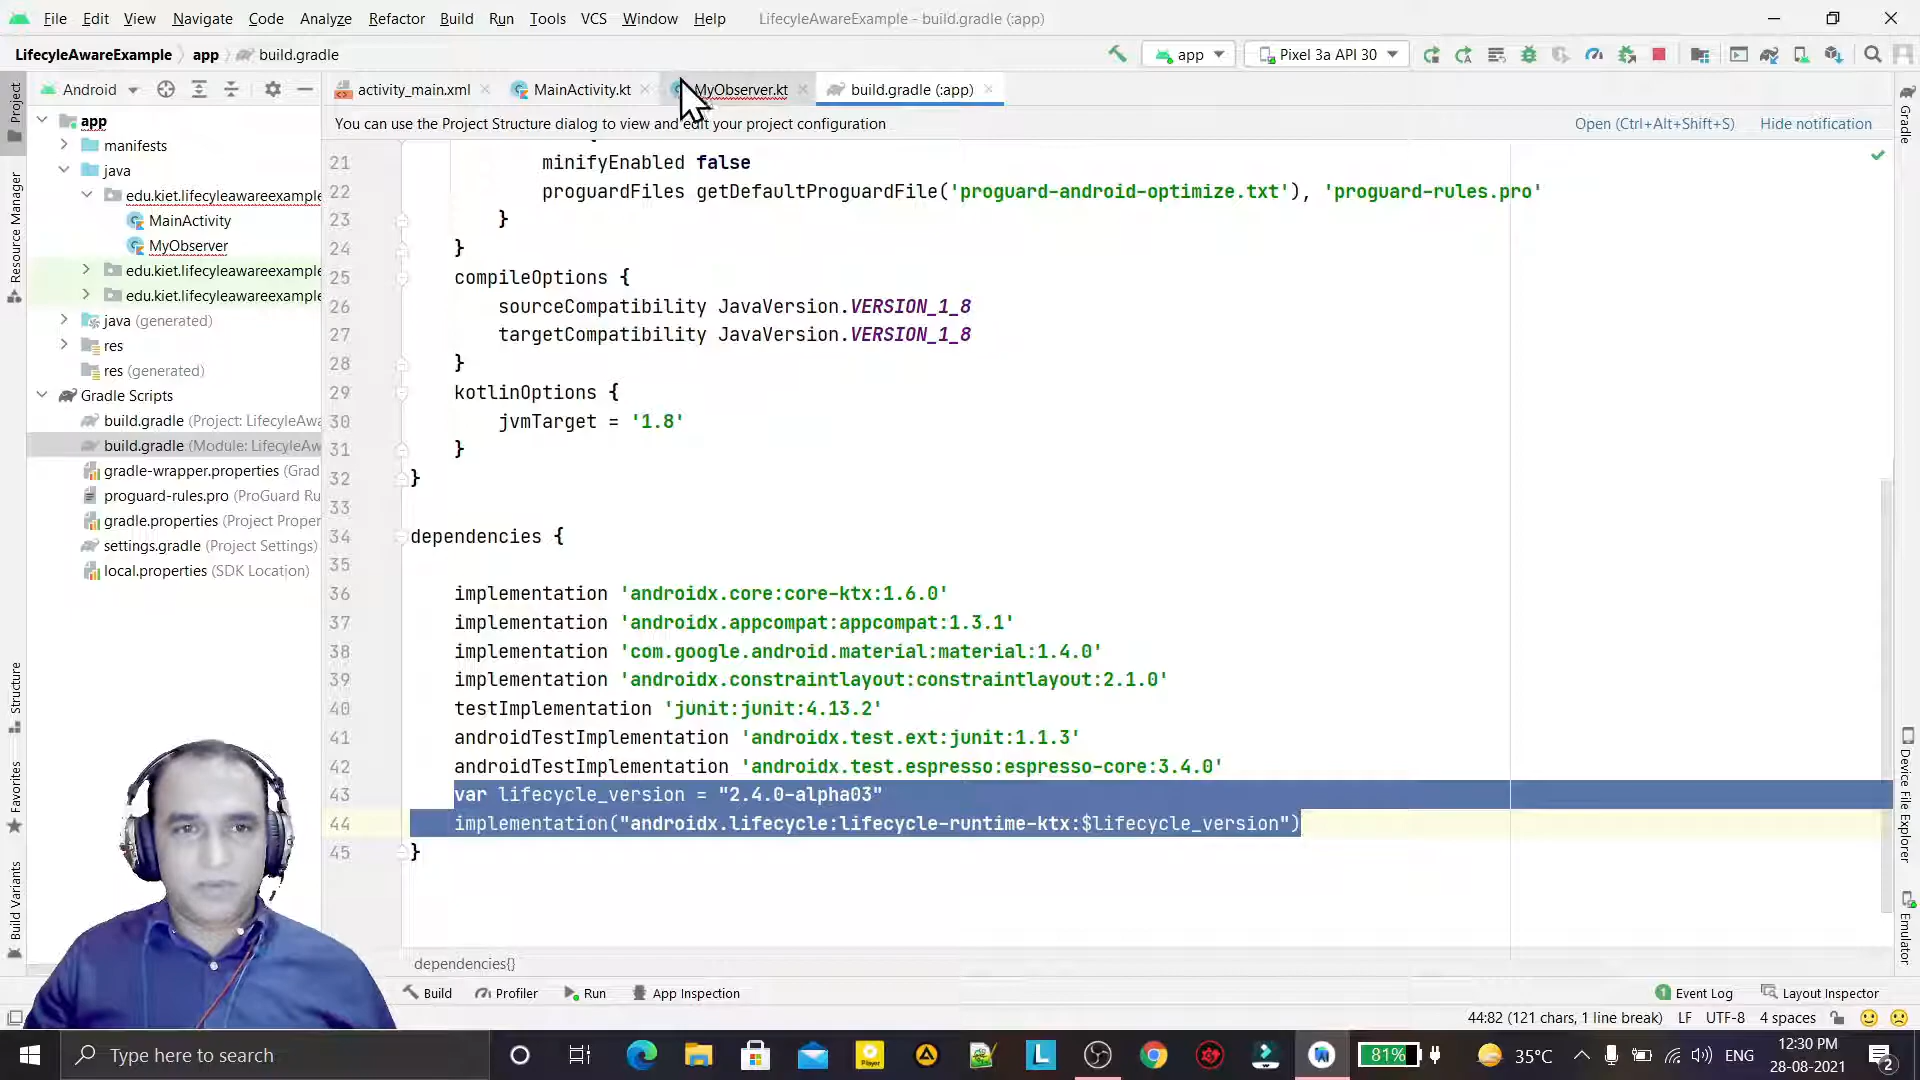 File Edit View Navigate Code Analyze Refactor Build Run Tools VCS Window Help LifecyleAwareExample - build.gradle (:app)
LifecyleAwareExample app build.gradle
app Pixel 3a API 30
Android
activity_main.xml MainActivity.kt MyObserver.kt build.gradle (:app)
You can use the Project Structure dialog to view and edit your project configuration Open (Ctrl+Alt+Shift+S) Hide notification
Project
Resource Manager
Structure
Favorites
Build Variants
app
manifests
java
edu.kiet.lifecyleawareexample
MainActivity
MyObserver
edu.kiet.lifecyleawareexample
edu.kiet.lifecyleawareexample
java (generated)
res
res (generated)
Gradle Scripts
build.gradle (Project: LifecyleAwa
build.gradle (Module: LifecyleAw
gradle-wrapper.properties (Grad
proguard-rules.pro (ProGuard Ru
gradle.properties (Project Proper
settings.gradle (Project Settings)
local.properties (SDK Location)
21 minifyEnabled false
22 proguardFiles getDefaultProguardFile('proguard-android-optimize.txt'), 'proguard-rules.pro'
23 }
24 }
25 compileOptions {
26 sourceCompatibility JavaVersion.VERSION_1_8
27 targetCompatibility JavaVersion.VERSION_1_8
28 }
29 kotlinOptions {
30 jvmTarget = '1.8'
31 }
32 }
33
34 dependencies {
35
36 implementation 'androidx.core:core-ktx:1.6.0'
37 implementation 'androidx.appcompat:appcompat:1.3.1'
38 implementation 'com.google.android.material:material:1.4.0'
39 implementation 'androidx.constraintlayout:constraintlayout:2.1.0'
40 testImplementation 'junit:junit:4.13.2'
41 androidTestImplementation 'androidx.test.ext:junit:1.1.3'
42 androidTestImplementation 'androidx.test.espresso:espresso-core:3.4.0'
43 var lifecycle_version = "2.4.0-alpha03"
44 implementation("androidx.lifecycle:lifecycle-runtime-ktx:$lifecycle_version")
45 }
dependencies{}
Gradle
Device File Explorer
Emulator
Build Profiler Run App Inspection 1 Event Log Layout Inspector
44:82 (121 chars, 1 line break) LF UTF-8 4 spaces
Type here to search
Player
L
81% 35°C ENG
12:30 PM
28-08-2021
2